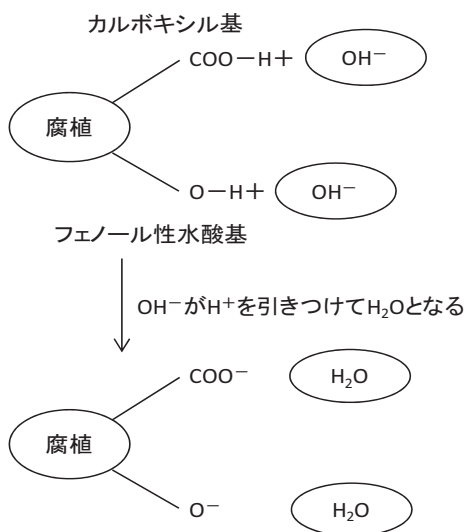 カルボキシル基
COO－H＋ OH⁻
腐植
O－H＋ OH⁻
フェノール性水酸基
OH⁻がH⁺を引きつけてH₂Oとなる
COO⁻ H₂O
腐植
O⁻ H₂O